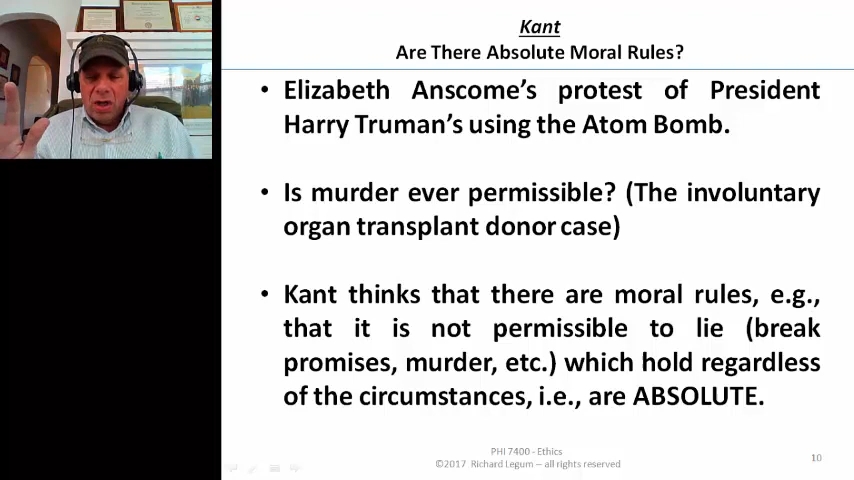 Kant
Are There Absolute Moral Rules?
• Elizabeth Anscome's protest of President
Harry Truman's using the Atom Bomb.
• Is murder ever permissible? (The involuntary
organ transplant donor case)
• Kant thinks that there are moral rules, e.g.,
that it is not permissible to lie (break
promises, murder, etc.) which hold regardless
of the circumstances, i.e., are ABSOLUTE.
PHI 7400 - Ethics
©2017 Richard Legum – all rights reserved
10